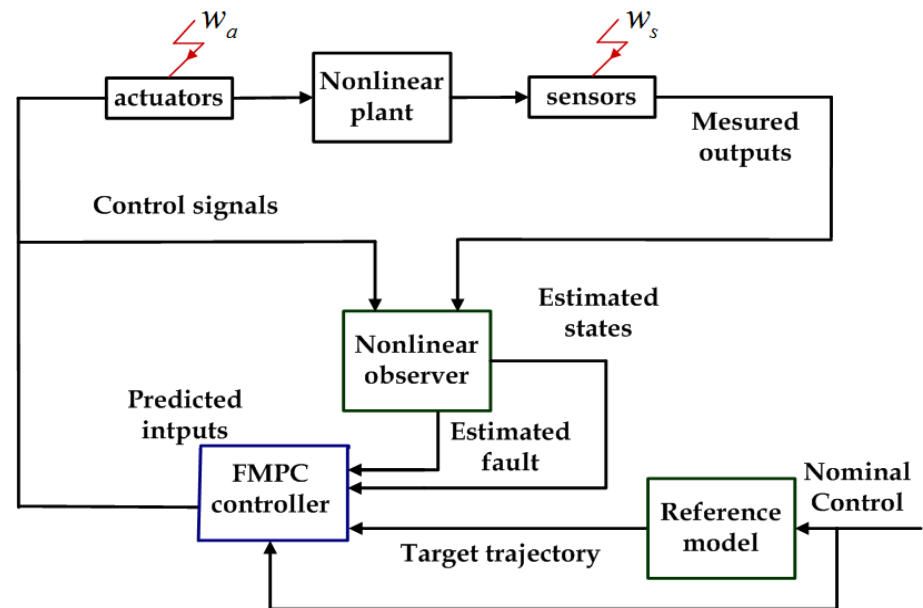 w_a
w_s
actuators
Nonlinear
plant
sensors
Mesured
outputs
Control signals
Estimated
states
Nonlinear
observer
Predicted
intputs
Estimated
fault
FMPC
controller
Nominal
Control
Reference
model
Target trajectory